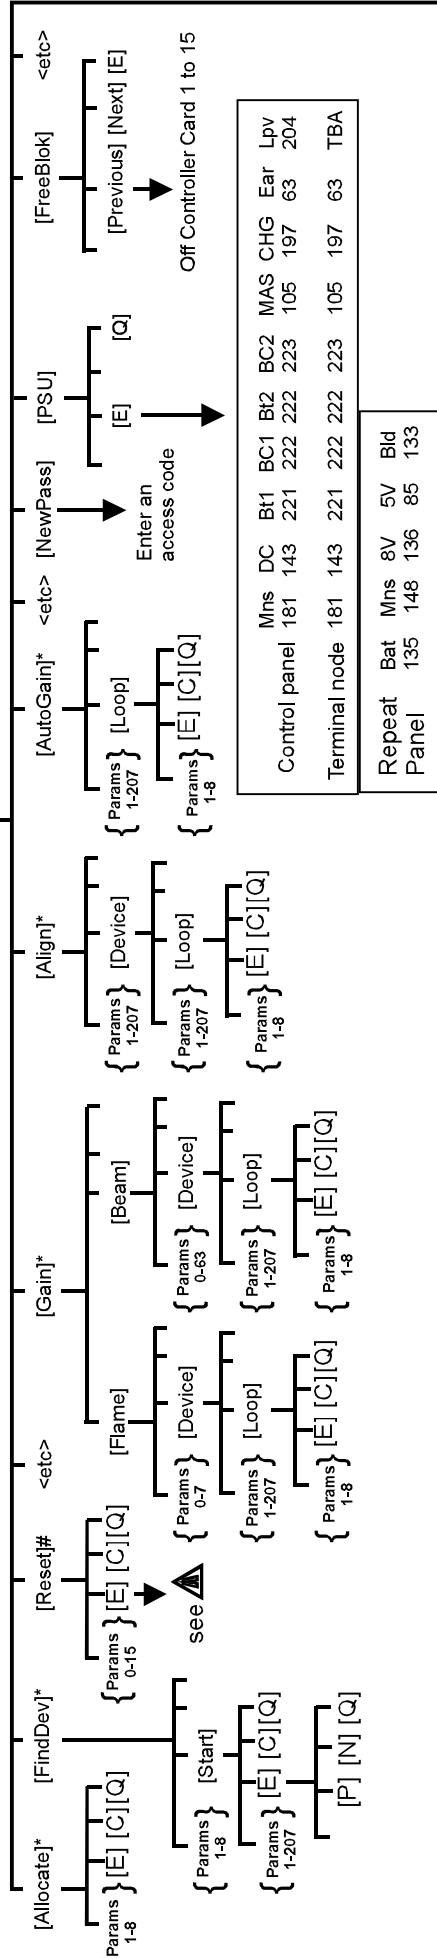 [Allocate]* [FindDev]* [Reset]# <etc> [Gain]* [Align]* [AutoGain]* <etc> [NewPass] [PSU] [FreeBlok] <etc>
{Params 1-8} [E] [C] [Q]
{Params 1-8} [Start]
{Params 1-207} [E] [C] [Q]
[P] [N] [Q]
{Params 0-15} [E] [C] [Q]
see
[Flame] [Beam]
{Params 0-7} [Device]
{Params 1-207} [Loop]
{Params 1-8} [E] [C] [Q]
{Params 0-63} [Device]
{Params 1-207} [Loop]
{Params 1-8} [E] [C] [Q]
{Params 1-207} [Device]
{Params 1-207} [Loop]
{Params 1-8} [E] [C] [Q]
{Params 1-207} [Loop]
{Params 1-8} [E] [C] [Q]
Enter an
access code
[E] [Q]
[Previous] [Next] [E]
Off Controller Card 1 to 15
Mns DC Bt1 BC1 Bt2 BC2 MAS CHG Ear Lpv
Control panel 181 143 221 222 222 223 105 197 63 204
Terminal node 181 143 221 222 222 223 105 197 63 TBA
Repeat Bat Mns 8V 5V Bld
Panel 135 148 136 85 133